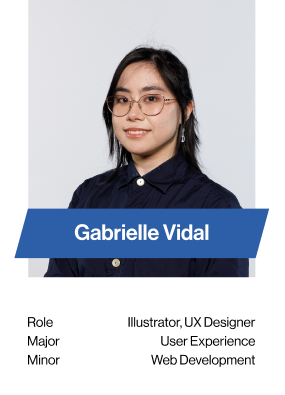 Gabrielle Vidal
Role Illustrator, UX Designer
Major User Experience
Minor Web Development